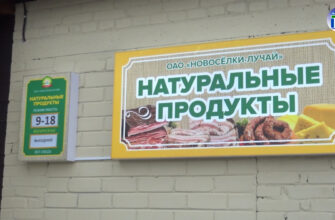 НАТУРАЛЬНЫЕ
ПРОДУКТЫ
9-18
ОАО «НОВОСЕЛКИ-ЛУЧАЙ»
НАТУРАЛЬНЫЕ
ПРОДУКТЫ